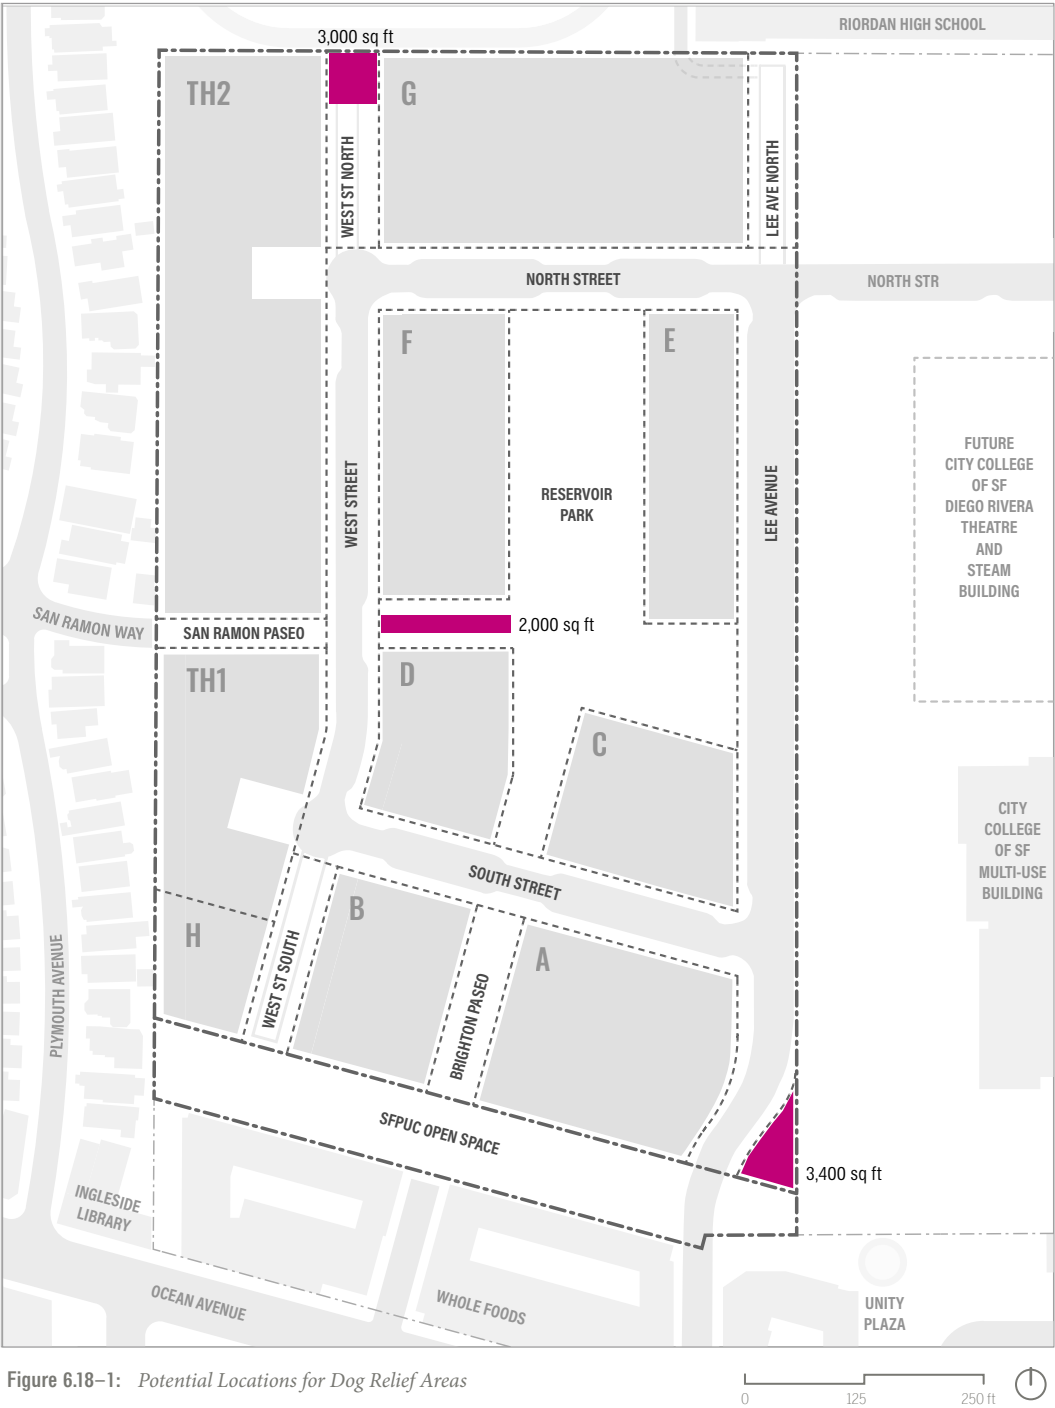 RIORDAN HIGH SCHOOL
3,000 sq ft
TH2
G
WEST ST NORTH
LEE AVE NORTH
NORTH STREET
NORTH STR
F
E
WEST STREET
RESERVOIR
PARK
LEE AVENUE
FUTURE
CITY COLLEGE
OF SF
DIEGO RIVERA
THEATRE
AND
STEAM
BUILDING
SAN RAMON WAY
SAN RAMON PASEO
2,000 sq ft
TH1
D
C
CITY
COLLEGE
OF SF
MULTI-USE
BUILDING
SOUTH STREET
B
H
A
PLYMOUTH AVENUE
WEST ST SOUTH
BRIGHTON PASEO
SFPUC OPEN SPACE
3,400 sq ft
INGLESIDE
LIBRARY
OCEAN AVENUE
WHOLE FOODS
UNITY
PLAZA
Figure 6.18–1: Potential Locations for Dog Relief Areas
0 125 250 ft